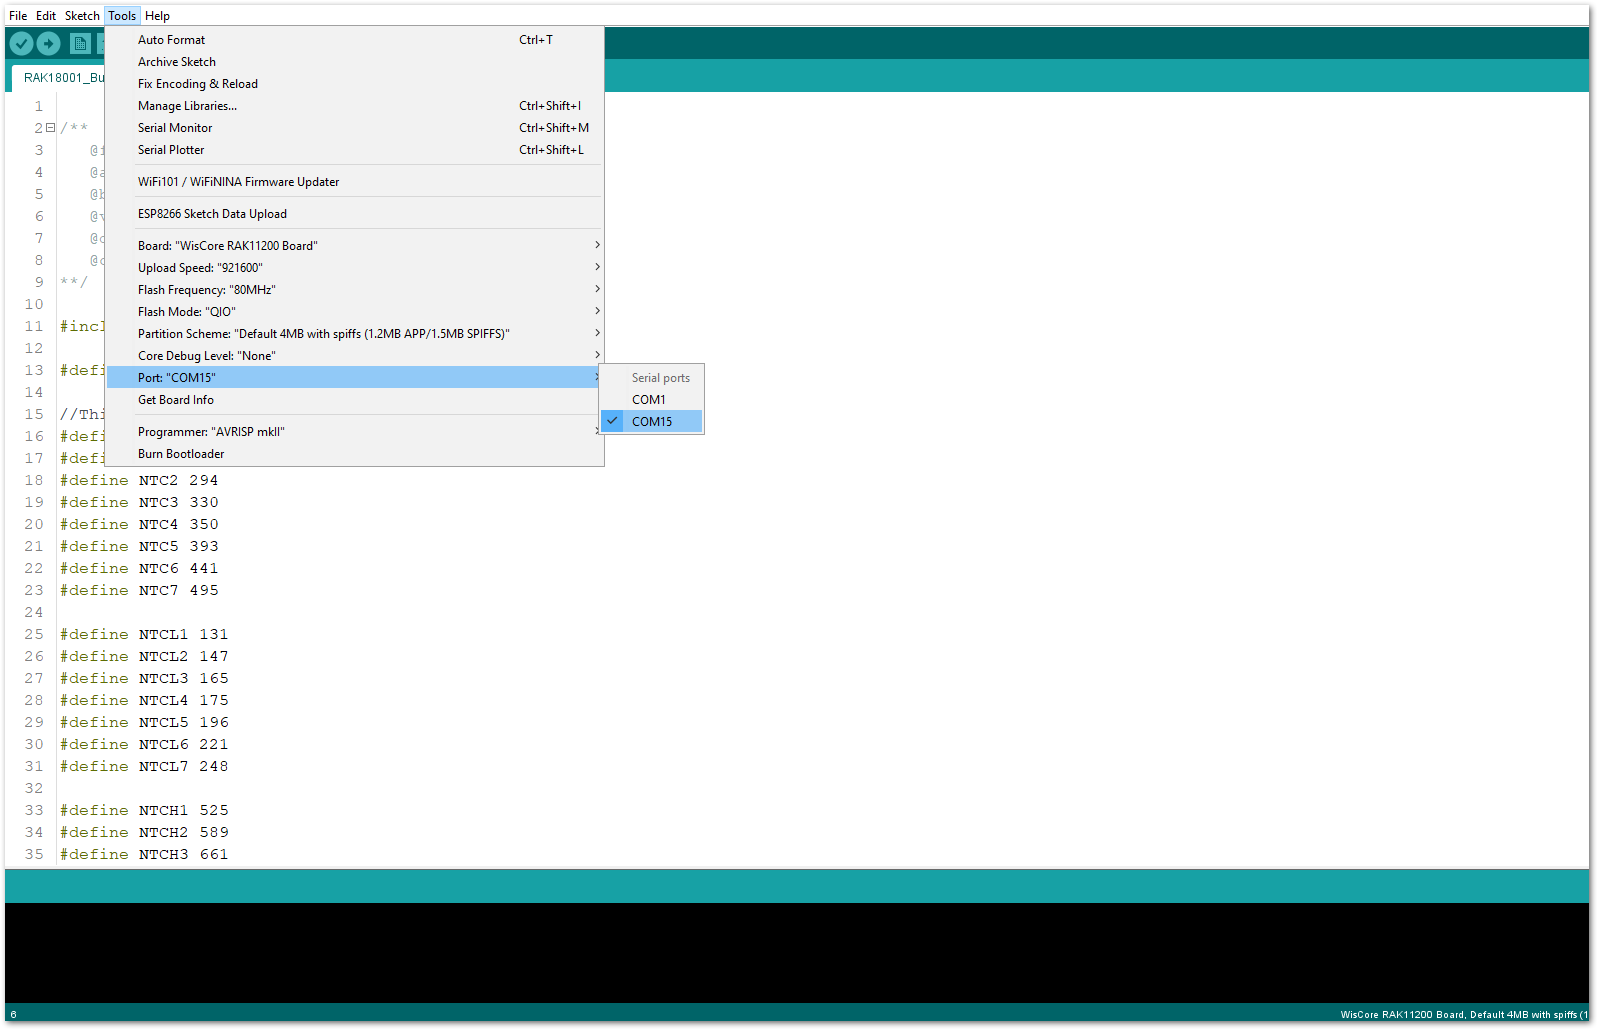 File Edit Sketch Tools Help
RAK18001_Bu
Auto Format Ctrl+T
Archive Sketch
Fix Encoding & Reload
Manage Libraries... Ctrl+Shift+I
Serial Monitor Ctrl+Shift+M
Serial Plotter Ctrl+Shift+L
WiFi101 / WiFiNINA Firmware Updater
ESP8266 Sketch Data Upload
Board: "WisCore RAK11200 Board"
Upload Speed: "921600"
Flash Frequency: "80MHz"
Flash Mode: "QIO"
Partition Scheme: "Default 4MB with spiffs (1.2MB APP/1.5MB SPIFFS)"
Core Debug Level: "None"
Port: "COM15"
Get Board Info
Programmer: "AVRISP mkII"
Burn Bootloader
Serial ports
COM1
COM15
1
2 /**
3
4 @a
5 @b
6 @v
7
8
9 **/
10
11 #incl
12
13 #defi
14
15 //Thi
16 #defi
17 #defi
18 #define NTC2 294
19 #define NTC3 330
20 #define NTC4 350
21 #define NTC5 393
22 #define NTC6 441
23 #define NTC7 495
24
25 #define NTCL1 131
26 #define NTCL2 147
27 #define NTCL3 165
28 #define NTCL4 175
29 #define NTCL5 196
30 #define NTCL6 221
31 #define NTCL7 248
32
33 #define NTCH1 525
34 #define NTCH2 589
35 #define NTCH3 661
6
WisCore RAK11200 Board, Default 4MB with spiffs (1